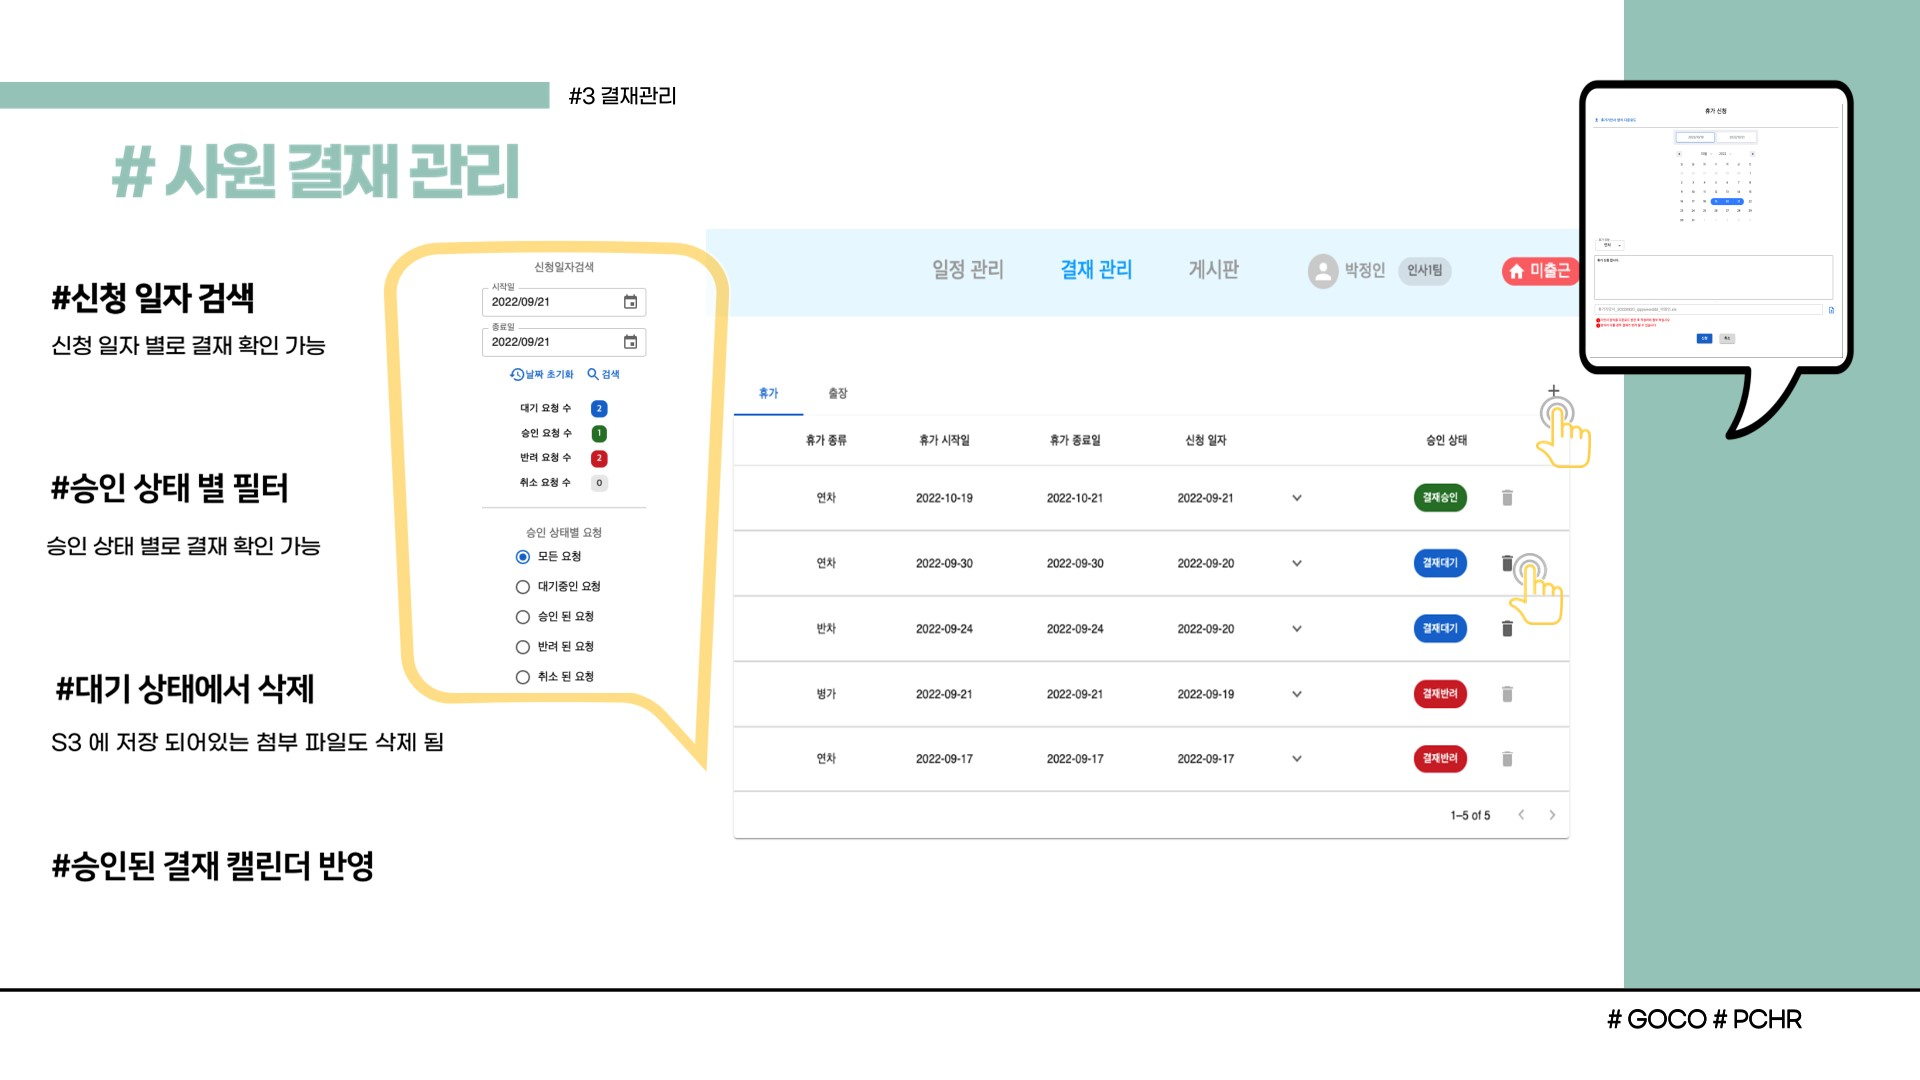 #3 결재관리
# 사원 결재 관리
#신청 일자 검색
신청 일자 별로 결재 확인 가능
#승인 상태 별 필터
승인 상태 별로 결재 확인 가능
#대기 상태에서 삭제
S3 에 저장 되어있는 첨부 파일도 삭제 됨
#승인된 결재 캘린더 반영
신청일자검색
시작일
2022/09/21
종료일
2022/09/21
날짜 초기화 검색
대기 요청 수 2
승인 요청 수 1
반려 요청 수 2
취소 요청 수 0
승인 상태별 요청
모든 요청
대기중인 요청
승인 된 요청
반려 된 요청
취소 된 요청
일정 관리 결재 관리 게시판 박정인 인사1팀 미출근
휴가 출장
휴가 종류 휴가 시작일 휴가 종료일 신청 일자 승인 상태
연차 2022-10-19 2022-10-21 2022-09-21 결재승인
연차 2022-09-30 2022-09-30 2022-09-20 결재대기
반차 2022-09-24 2022-09-24 2022-09-20 결재대기
병가 2022-09-21 2022-09-21 2022-09-19 결재반려
연차 2022-09-17 2022-09-17 2022-09-17 결재반려
1–5 of 5
휴가 신청
# GOCO # PCHR